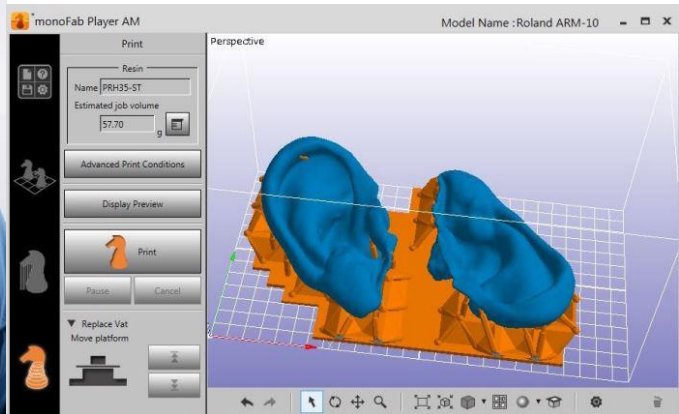 monoFab Player AM
Model Name :Roland ARM-10
Print
Perspective
Resin
Name PRH35-ST
Estimated job volume
57.70
g
Advanced Print Conditions
Display Preview
Print
Pause
Cancel
Replace Vat
Move platform